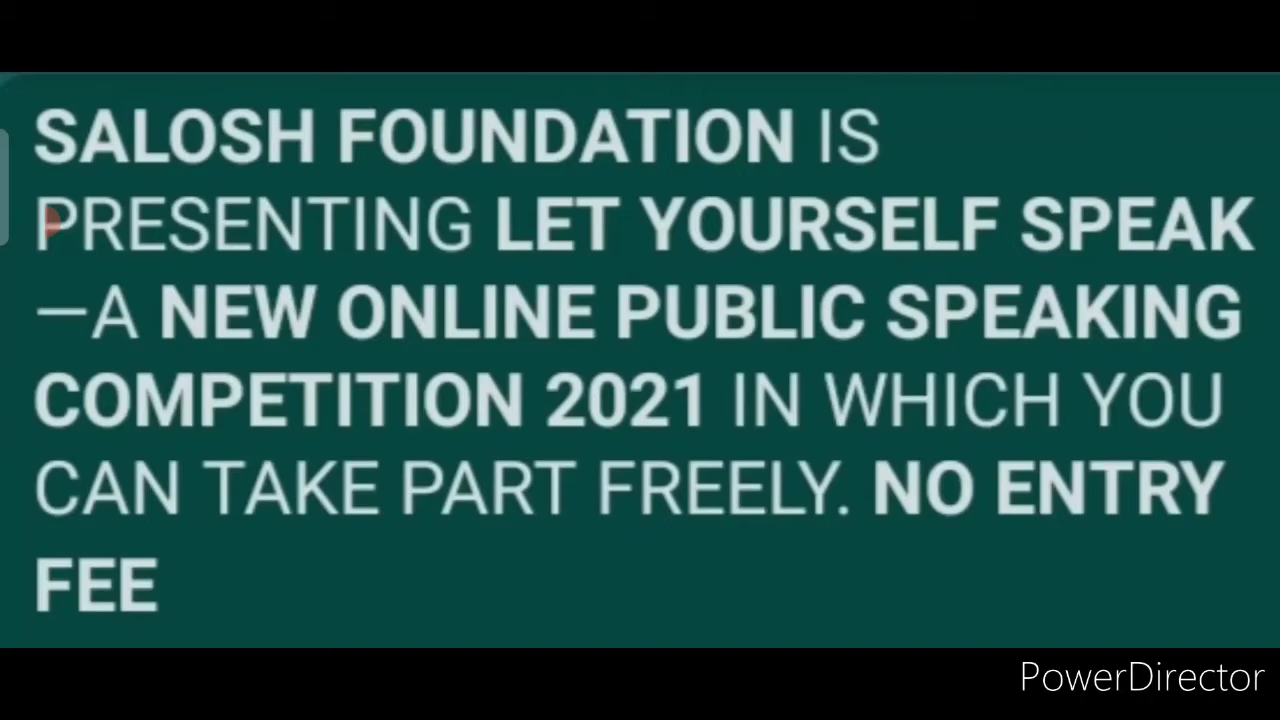 SALOSH FOUNDATION IS
PRESENTING LET YOURSELF SPEAK
—A NEW ONLINE PUBLIC SPEAKING
COMPETITION 2021 IN WHICH YOU
CAN TAKE PART FREELY. NO ENTRY
FEE
PowerDirector